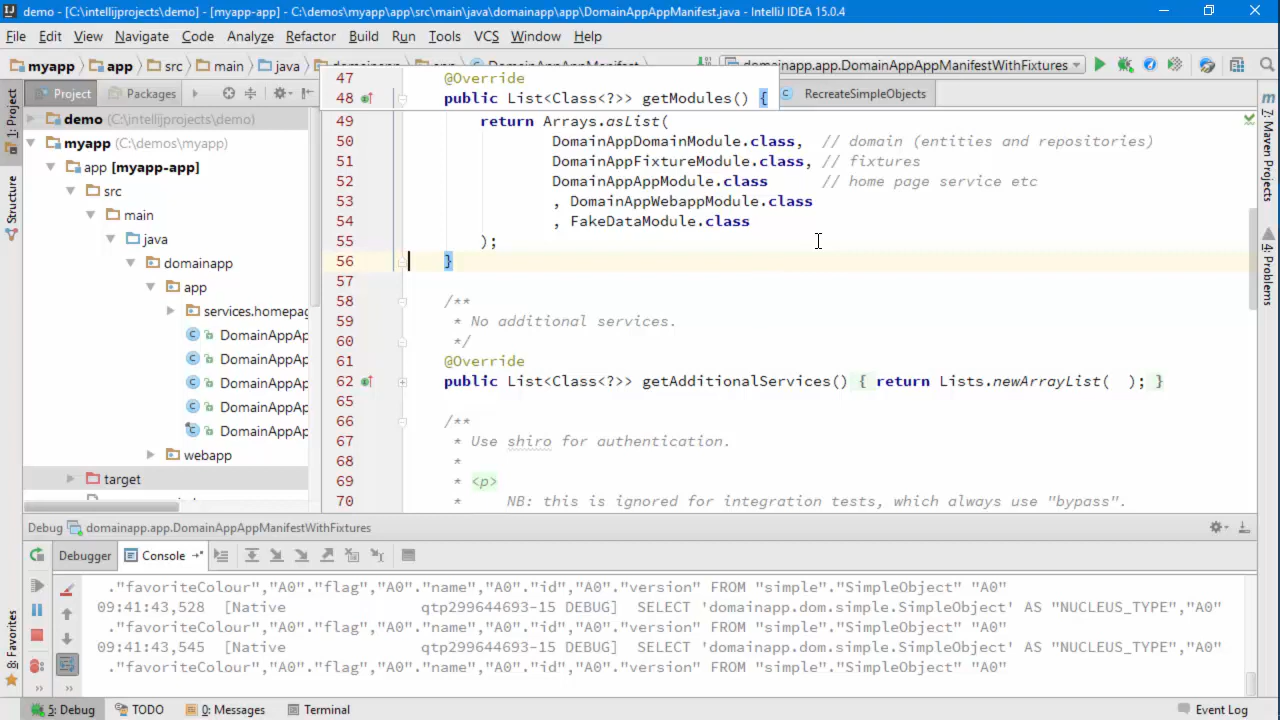 demo - [C:\intellijprojects\demo] - [myapp-app] - C:\demos\myapp\app\src\main\java\domainapp\app\DomainAppAppManifest.java - IntelliJ IDEA 15.0.4
File Edit View Navigate Code Analyze Refactor Build Run Tools VCS Window Help
myapp app src main java domainapp.app.DomainAppAppManifestWithFixtures
Project Packages RecreateSimpleObjects
1: Project
Structure
8: Favorites
Maven Projects
4: Problems
demo (C:\intellijprojects\demo)
myapp (C:\demos\myapp)
app [myapp-app]
src
main
java
domainapp
app
services.homepag
DomainAppAp
DomainAppAp
DomainAppAp
DomainAppAp
DomainAppAp
webapp
target
47 @Override
48 public List<Class<?>> getModules() {
49 return Arrays.asList(
50 DomainAppDomainModule.class, // domain (entities and repositories)
51 DomainAppFixtureModule.class, // fixtures
52 DomainAppAppModule.class // home page service etc
53 , DomainAppWebappModule.class
54 , FakeDataModule.class
55 );
56 }
57
58 /**
59 * No additional services.
60 */
61 @Override
62 public List<Class<?>> getAdditionalServices() { return Lists.newArrayList( ); }
65
66 /**
67 * Use shiro for authentication.
68 *
69 * <p>
70 * NB: this is ignored for integration tests, which always use "bypass".
Debug domainapp.app.DomainAppAppManifestWithFixtures
Debugger Console
."favoriteColour","A0"."flag","A0"."name","A0"."id","A0"."version" FROM "simple"."SimpleObject" "A0"
09:41:43,528 [Native qtp299644693-15 DEBUG] SELECT 'domainapp.dom.simple.SimpleObject' AS "NUCLEUS_TYPE","A0"
."favoriteColour","A0"."flag","A0"."name","A0"."id","A0"."version" FROM "simple"."SimpleObject" "A0"
09:41:43,545 [Native qtp299644693-15 DEBUG] SELECT 'domainapp.dom.simple.SimpleObject' AS "NUCLEUS_TYPE","A0"
."favoriteColour","A0"."flag","A0"."name","A0"."id","A0"."version" FROM "simple"."SimpleObject" "A0"
5: Debug TODO 0: Messages Terminal Event Log